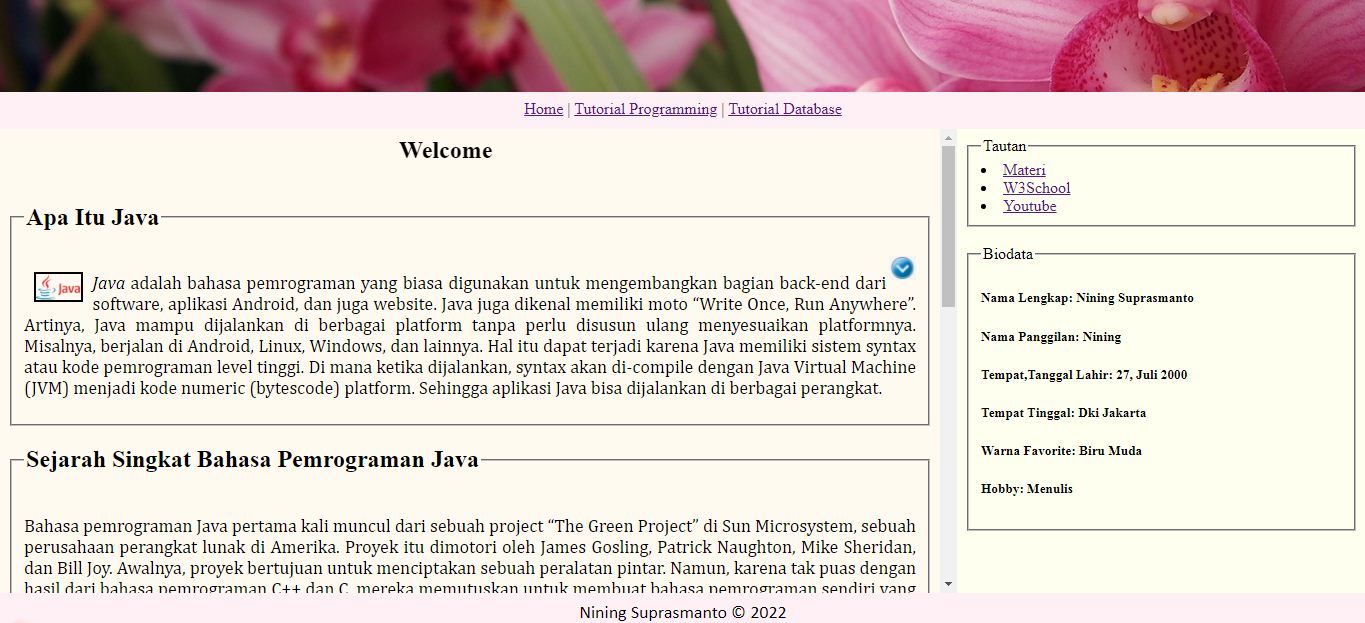 Home | Tutorial Programming | Tutorial Database
Welcome
Apa Itu Java
Java
Java adalah bahasa pemrograman yang biasa digunakan untuk mengembangkan bagian back-end dari
software, aplikasi Android, dan juga website. Java juga dikenal memiliki moto “Write Once, Run Anywhere”.
Artinya, Java mampu dijalankan di berbagai platform tanpa perlu disusun ulang menyesuaikan platformnya.
Misalnya, berjalan di Android, Linux, Windows, dan lainnya. Hal itu dapat terjadi karena Java memiliki sistem syntax
atau kode pemrograman level tinggi. Di mana ketika dijalankan, syntax akan di-compile dengan Java Virtual Machine
(JVM) menjadi kode numeric (bytescode) platform. Sehingga aplikasi Java bisa dijalankan di berbagai perangkat.
Sejarah Singkat Bahasa Pemrograman Java
Bahasa pemrograman Java pertama kali muncul dari sebuah project “The Green Project” di Sun Microsystem, sebuah
perusahaan perangkat lunak di Amerika. Proyek itu dimotori oleh James Gosling, Patrick Naughton, Mike Sheridan,
dan Bill Joy. Awalnya, proyek bertujuan untuk menciptakan sebuah peralatan pintar. Namun, karena tak puas dengan
hasil dari bahasa pemrograman C++ dan C, mereka memutuskan untuk membuat bahasa pemrograman sendiri yang
Tautan
Materi
W3School
Youtube
Biodata
Nama Lengkap: Nining Suprasmanto
Nama Panggilan: Nining
Tempat,Tanggal Lahir: 27, Juli 2000
Tempat Tinggal: Dki Jakarta
Warna Favorite: Biru Muda
Hobby: Menulis
Nining Suprasmanto © 2022